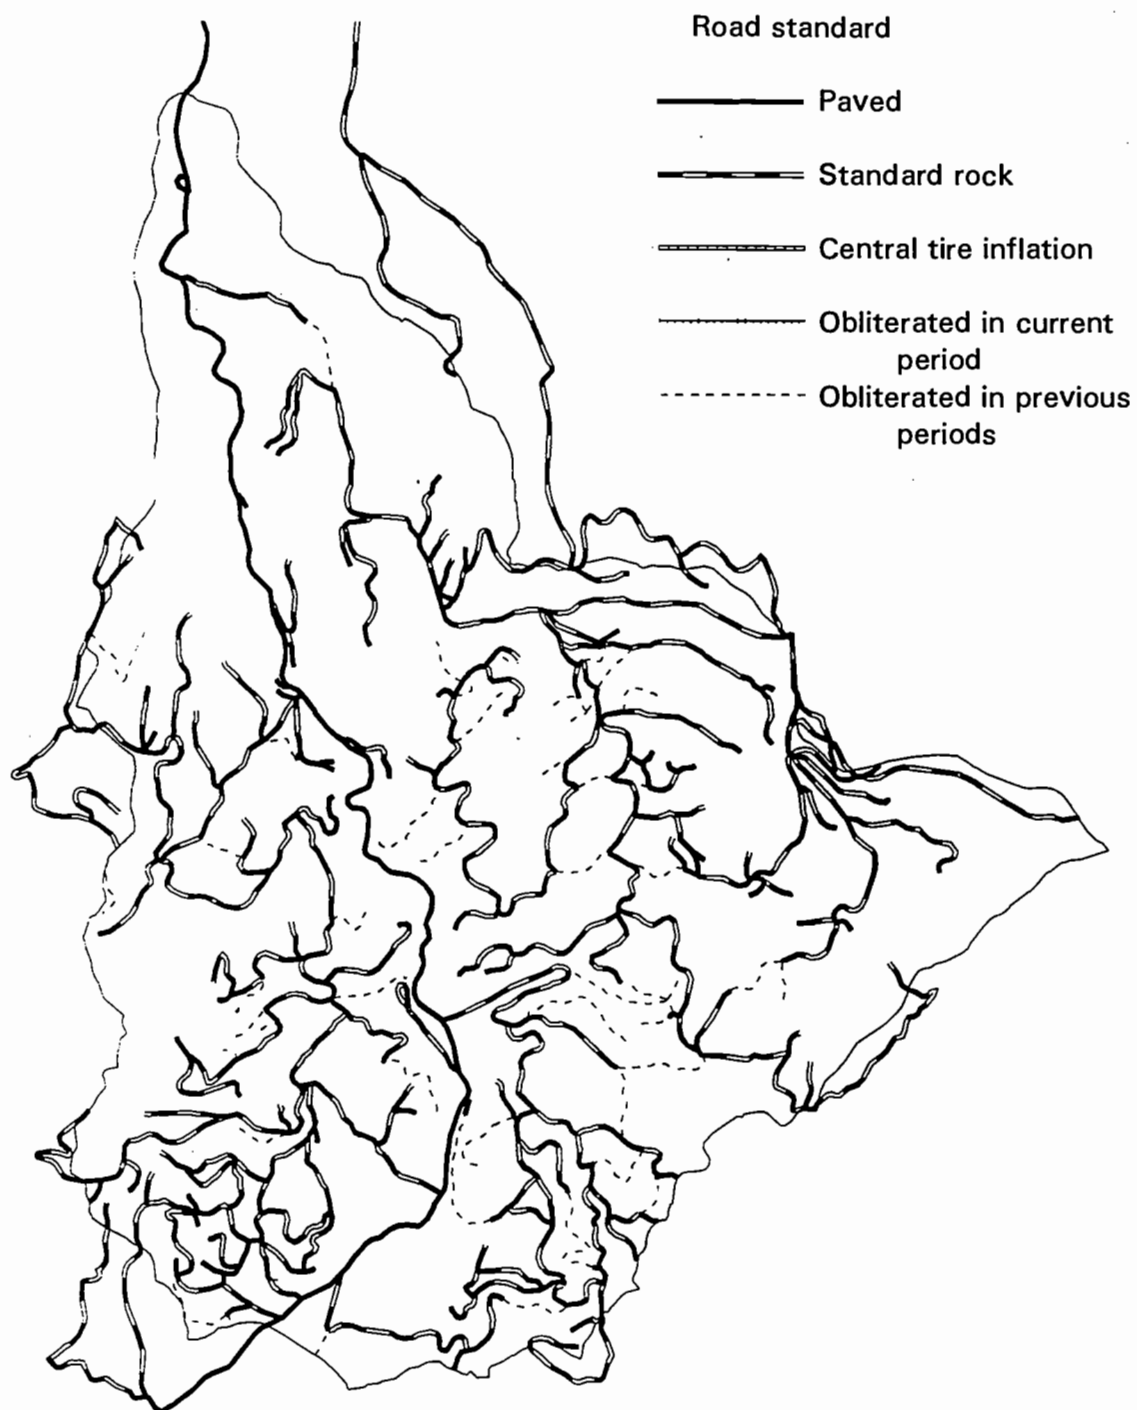 Road standard
Paved
Standard rock
Central tire inflation
Obliterated in current
period
Obliterated in previous
periods